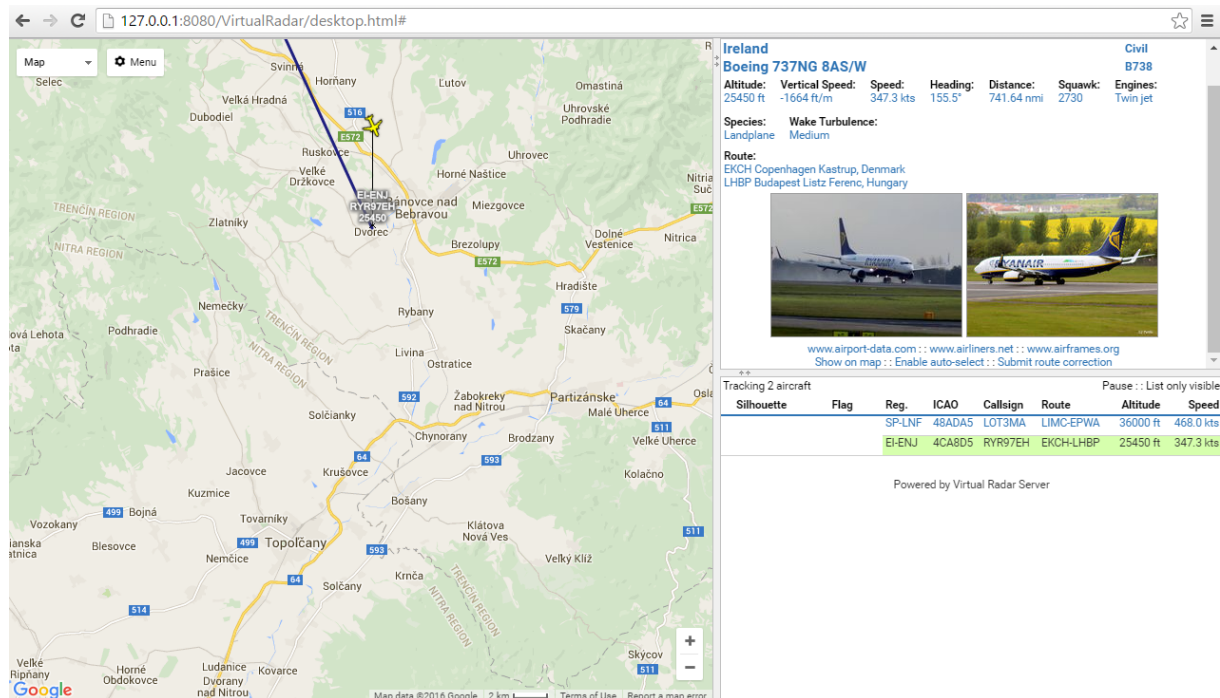 127.0.0.1:8080/VirtualRadar/desktop.html#
Map
Menu
Selec
Svinná
Horňany
Ľutov
Omastiná
Veľká Hradná
Dubodiel
516
Uhrovské
Podhradie
E572
Ruskovce
Uhrovec
Veľké
Držkovce
Horné Naštice
EI-ENJ
RYR97EH
25450
ánovce nad
Bebravou
Miezgovce
E572
TRENČÍN REGION
NITRA REGION
Zlatníky
Dvorec
Dolné
Vestenice
Nitrica
Brezolupy
E572
Hradište
Nemečky
579
Rybany
Skačany
Podhradie
TRENČÍN REGION
NITRA REGION
Livina
Ostratice
Prašice
592
Žabokreky
nad Nitrou
Partizánske
64
Malé Uherce
Solčianky
511
Chynorany
Brodzany
Veľké Uherce
64
593
Jacovce
Krušovce
Kolačno
Kuzmice
Bošany
499
Bojná
Tovarníky
Vozokany
Klátova
Nová Ves
511
Blesovce
499
Topoľčany
593
Nemčice
Veľký Klíž
64
Krnča
Solčany
TRENČÍN REGION
NITRA REGION
514
Skýcov
511
Veľké
Ripňany
Horné
Obdokovce
Ludanice
Dvorany
nad Nitrou
Kovarce
Google
Map data ©2016 Google
2 km
Terms of Use
Report a map error
Ireland
Civil
Boeing 737NG 8AS/W
B738
Altitude: Vertical Speed: Speed: Heading: Distance: Squawk: Engines:
25450 ft -1664 ft/m 347.3 kts 155.5° 741.64 nmi 2730 Twin jet
Species: Wake Turbulence:
Landplane Medium
Route:
EKCH Copenhagen Kastrup, Denmark
LHBP Budapest Listz Ferenc, Hungary
RYANAIR
www.airport-data.com : : www.airliners.net : : www.airframes.org
Show on map : : Enable auto-select : : Submit route correction
Tracking 2 aircraft
Pause : : List only visible
Silhouette Flag Reg. ICAO Callsign Route Altitude Speed
SP-LNF 48ADA5 LOT3MA LIMC-EPWA 36000 ft 468.0 kts
EI-ENJ 4CA8D5 RYR97EH EKCH-LHBP 25450 ft 347.3 kts
Powered by Virtual Radar Server